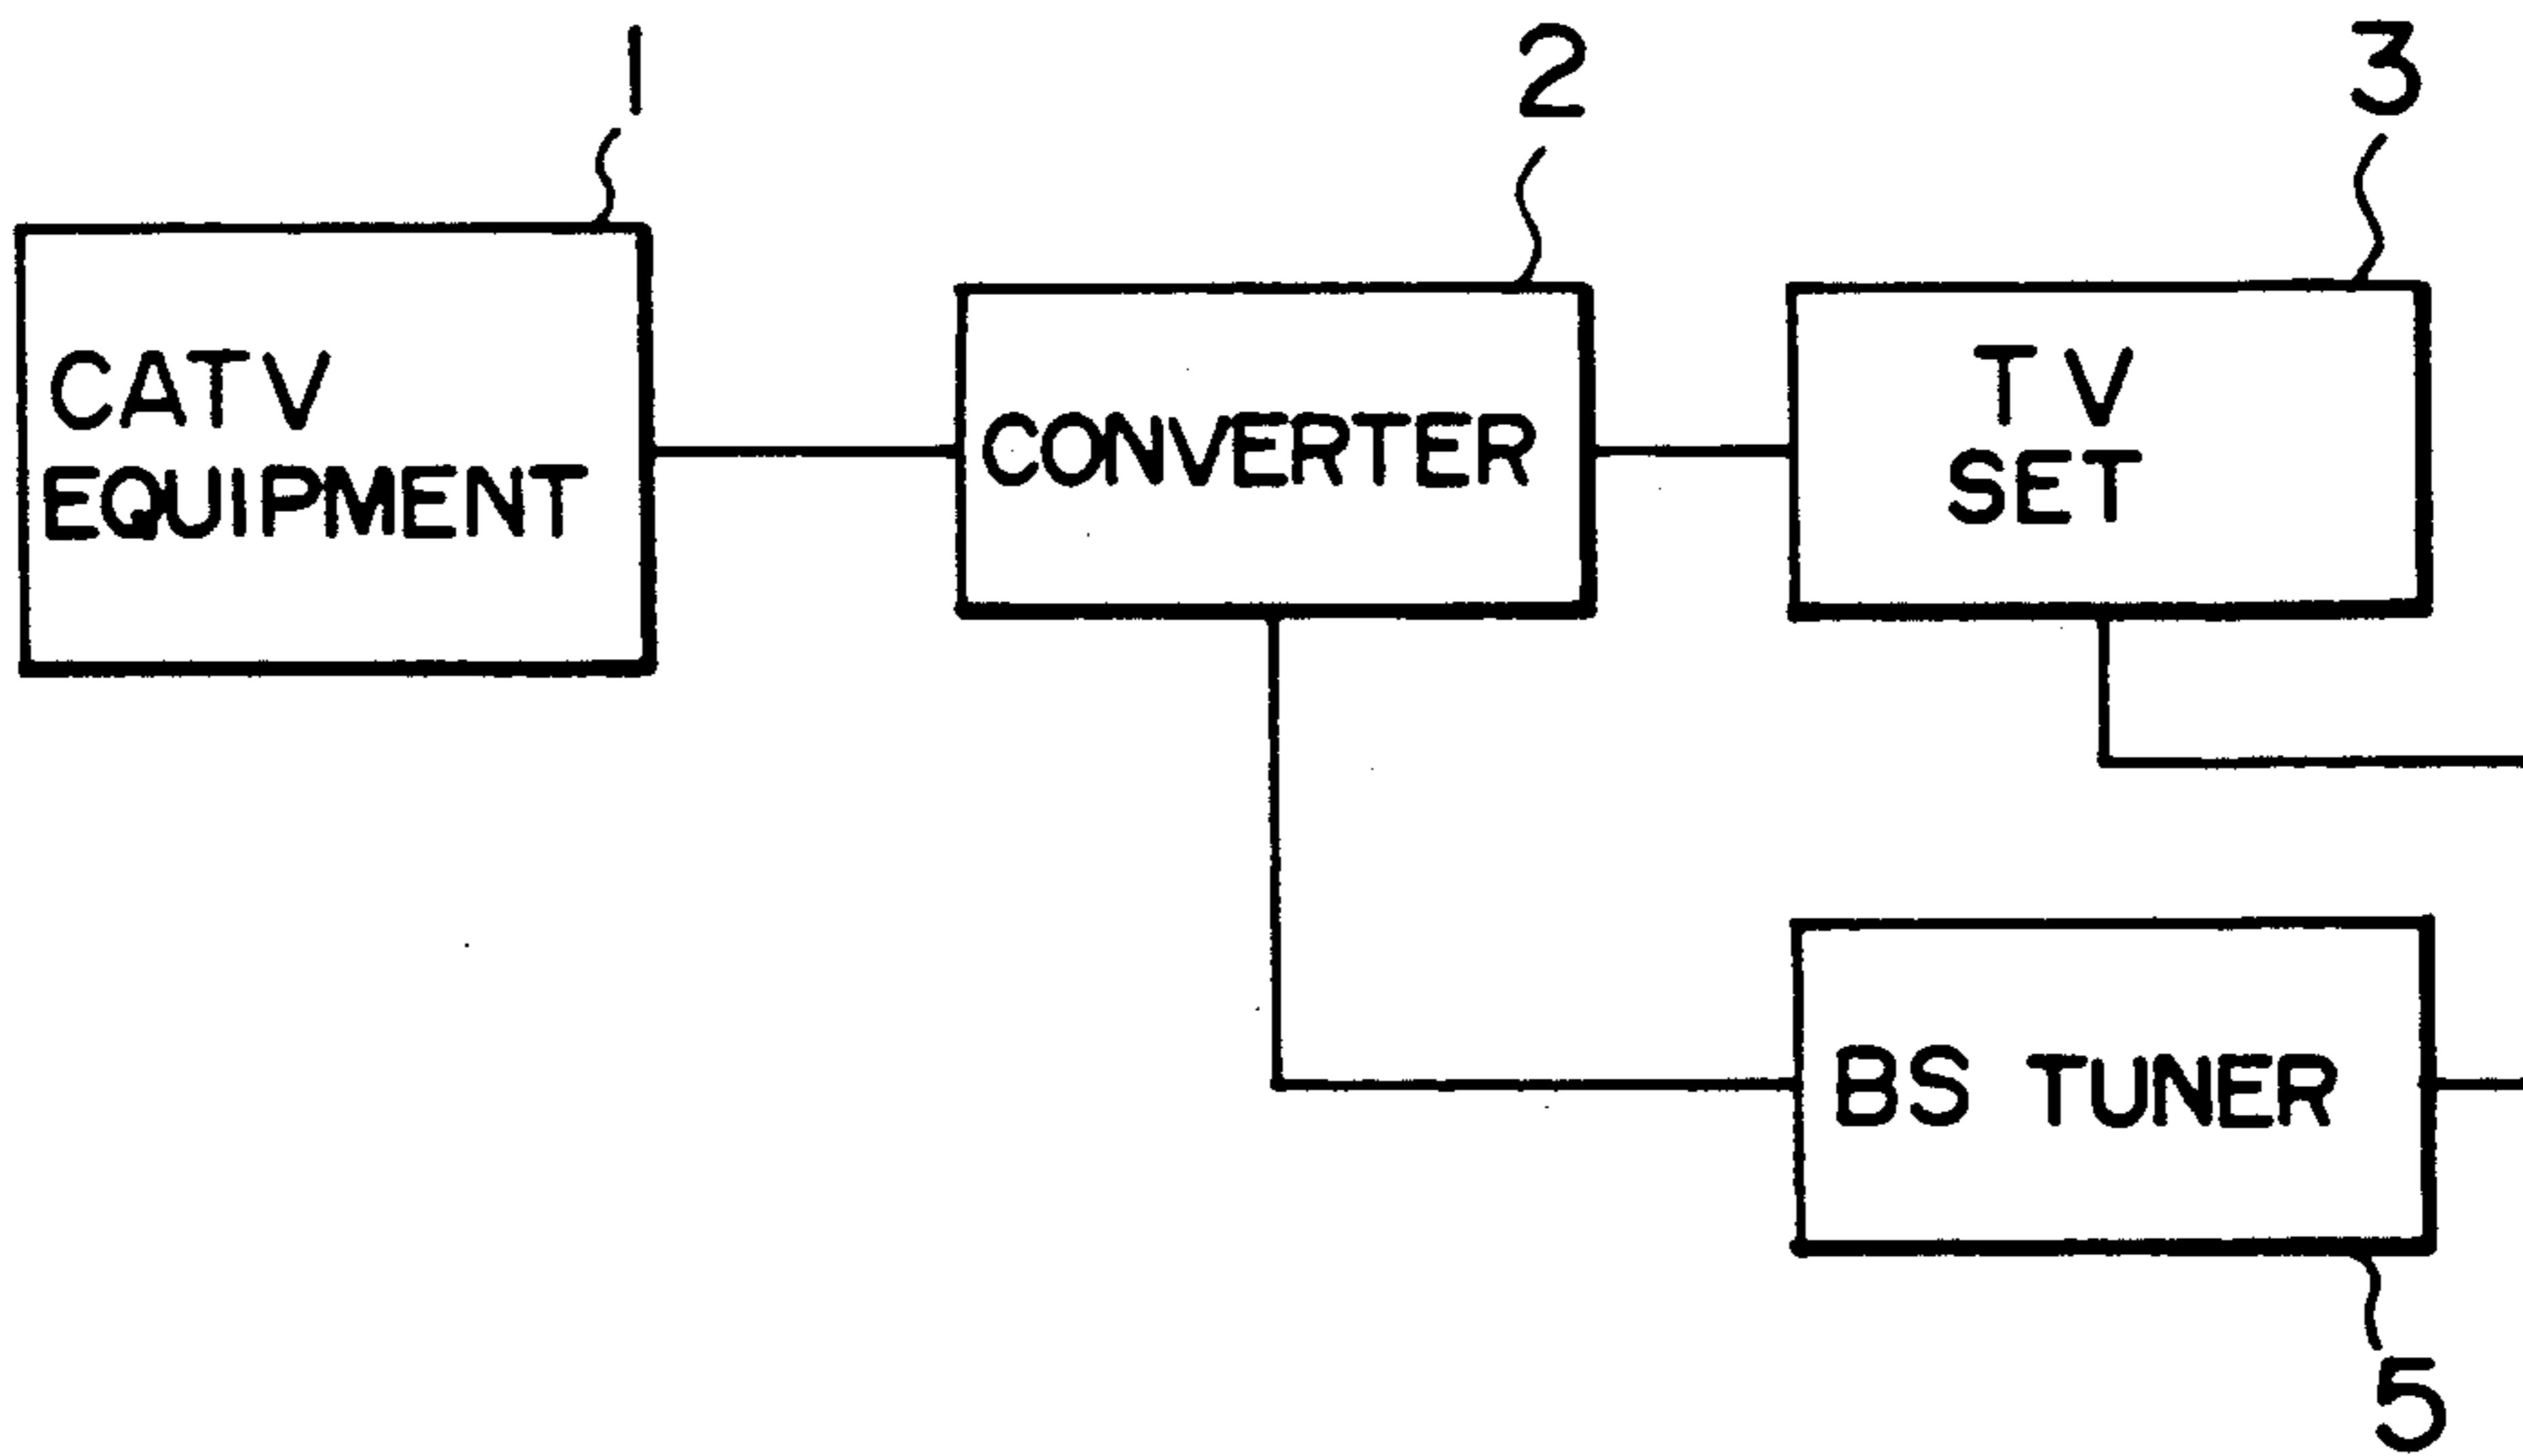 1
2
3
CATV
EQUIPMENT
CONVERTER
TV
SET
BS TUNER
5